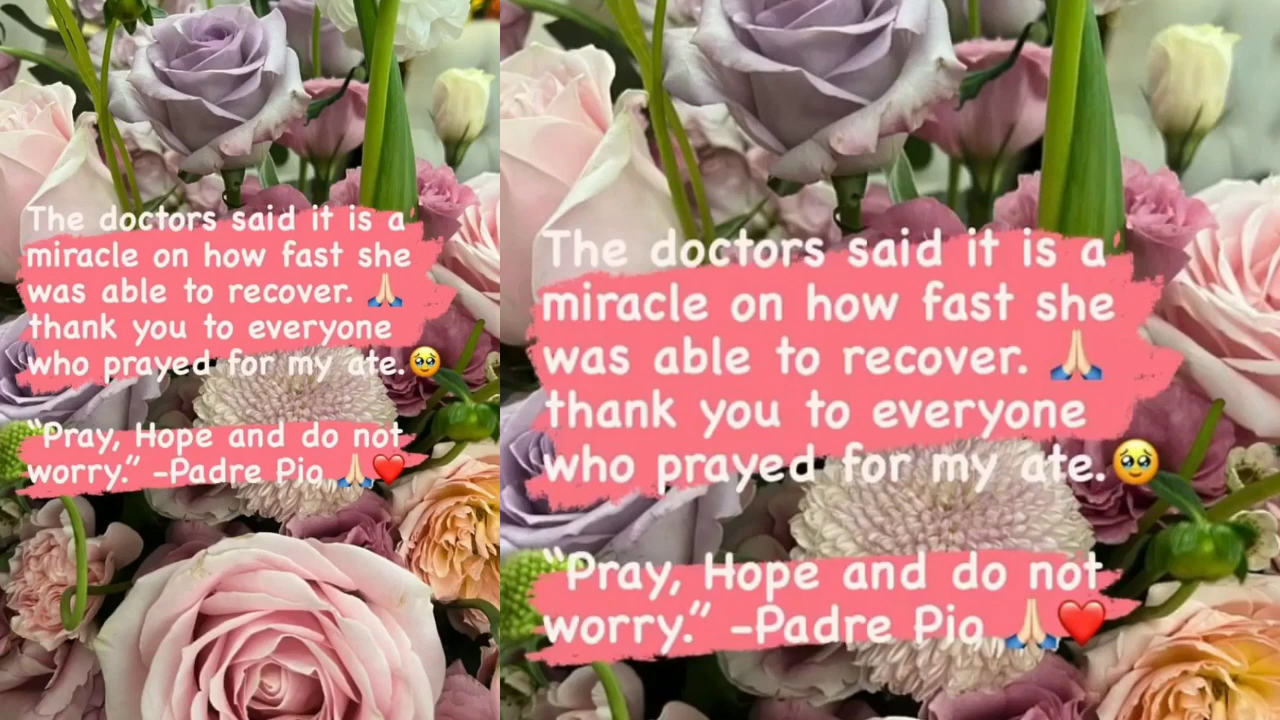 The doctors said it is a
miracle on how fast she
was able to recover. 🙏🏻
thank you to everyone
who prayed for my ate.🥹
“Pray, Hope and do not
worry.” -Padre Pio 🙏🏻❤️
The doctors said it is a
miracle on how fast she
was able to recover. 🙏🏻
thank you to everyone
who prayed for my ate.🥹
“Pray, Hope and do not
worry.” -Padre Pio 🙏🏻❤️